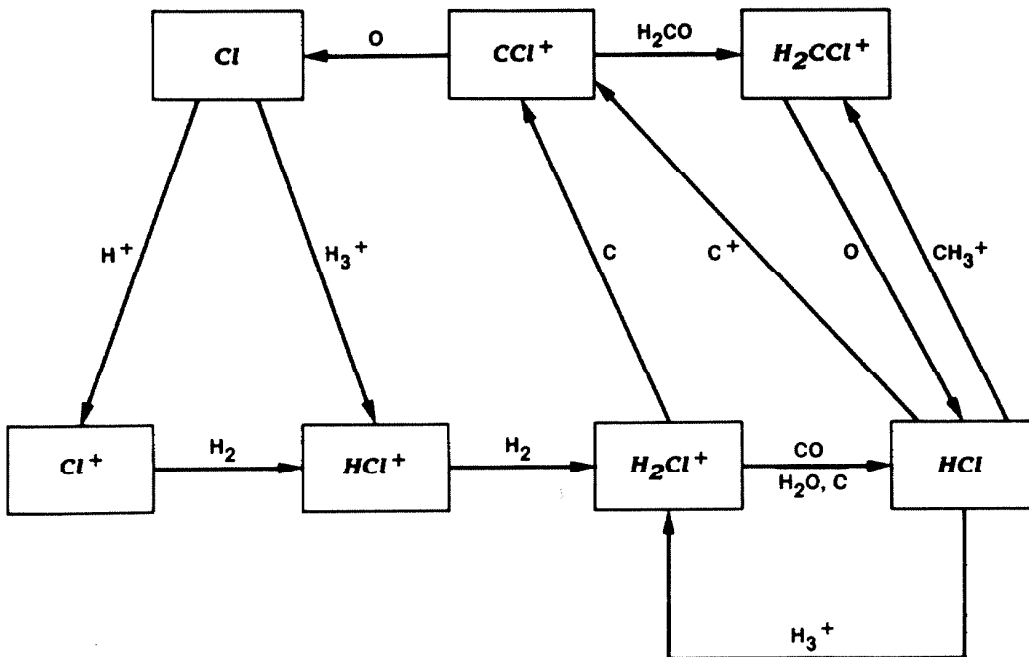 Cl
O
CCl+
H2CO
H2CCl+
H+
H3+
C
C+
O
CH3+
Cl+
H2
HCl+
H2
H2Cl+
CO
H2O, C
HCl
H3+